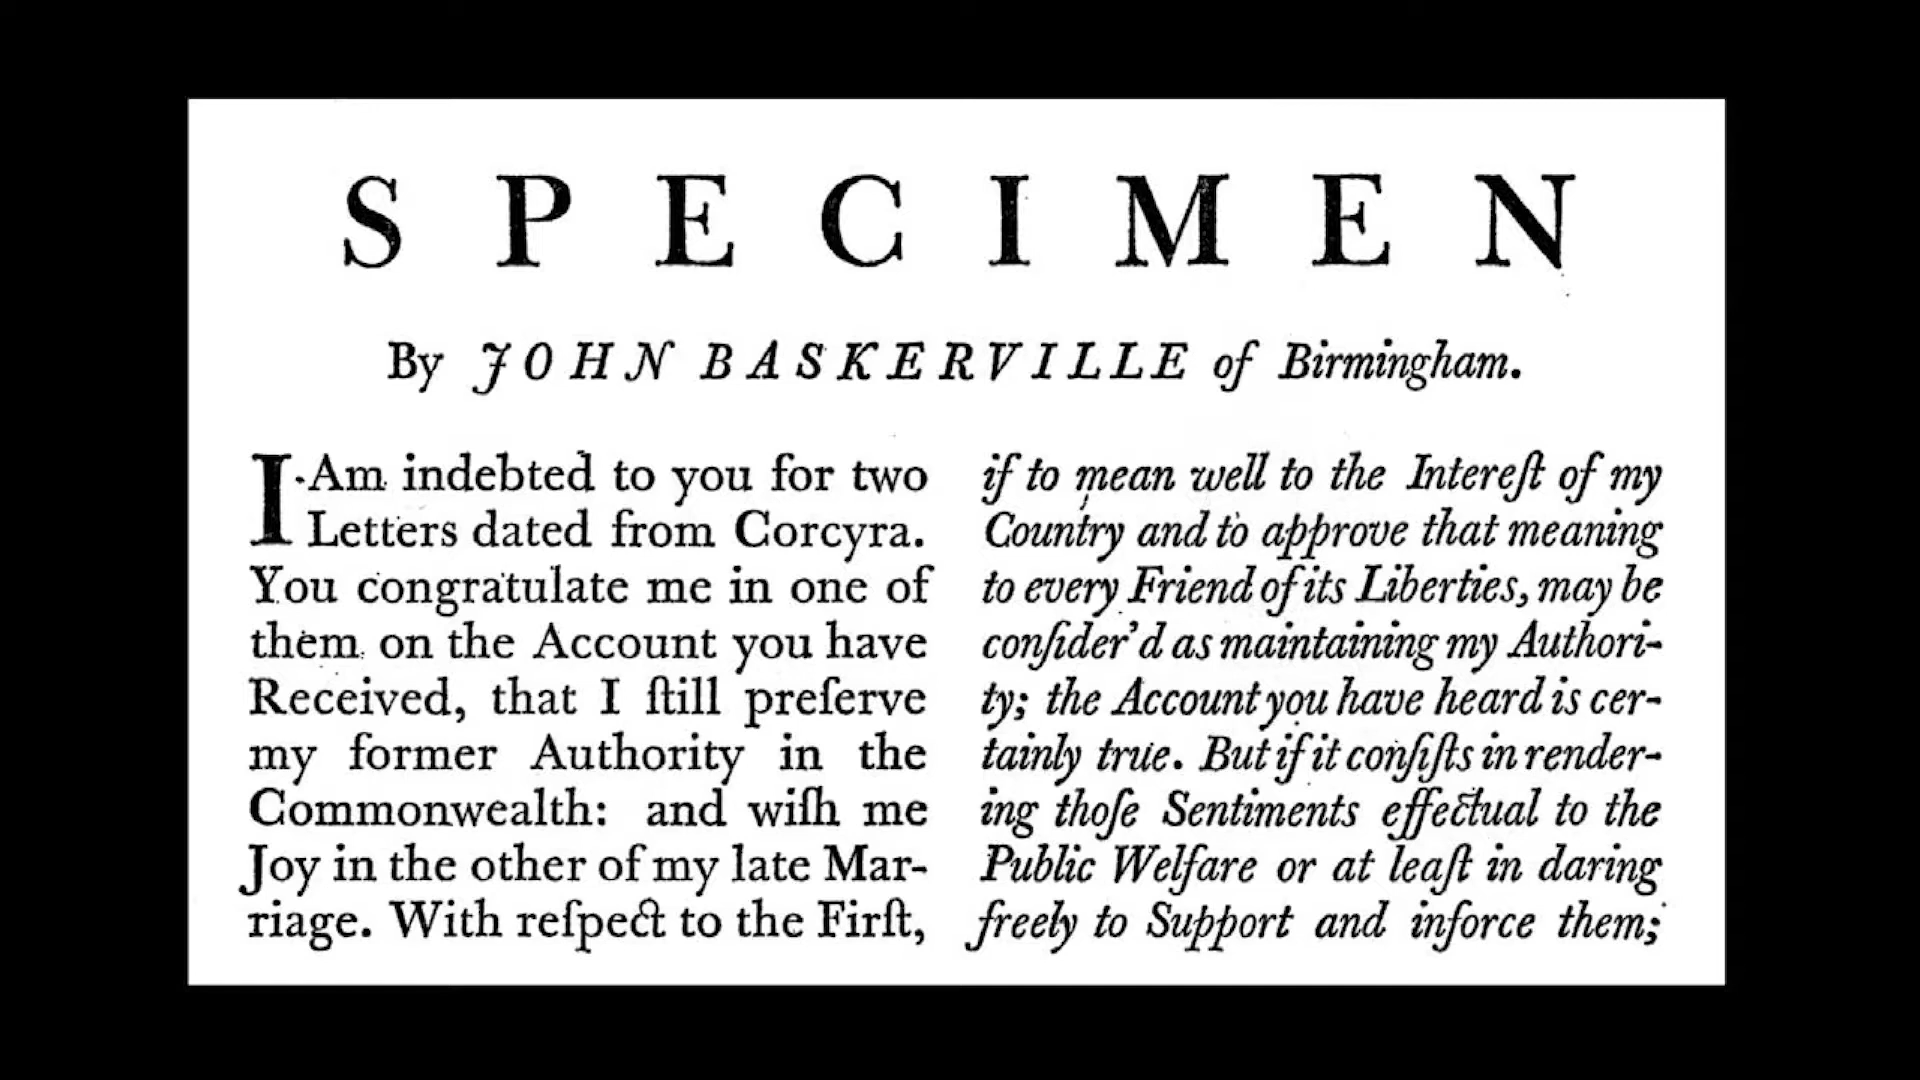 SPECIMEN
By JOHN BASKERVILLE of Birmingham.
I Am indebted to you for two
Letters dated from Corcyra.
You congratulate me in one of
them on the Account you have
Received, that I ſtill preſerve
my former Authority in the
Commonwealth: and wiſh me
Joy in the other of my late Mar-
riage. With reſpect to the Firſt,
if to mean well to the Intereſt of my
Country and to approve that meaning
to every Friend of its Liberties, may be
conſider'd as maintaining my Authori-
ty; the Account you have heard is cer-
tainly true. But if it conſiſts in render-
ing thoſe Sentiments effectual to the
Public Welfare or at leaſt in daring
freely to Support and inforce them;